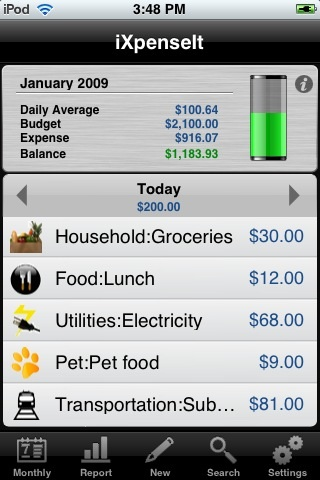 iPod 3:48 PM
iXpenseIt
January 2009
Daily Average $100.64
Budget $2,100.00
Expense $916.07
Balance $1,183.93
Today
$200.00
Household:Groceries $30.00
Food:Lunch $12.00
Utilities:Electricity $68.00
Pet:Pet food $9.00
Transportation:Sub... $81.00
7
Monthly Report New Search Settings